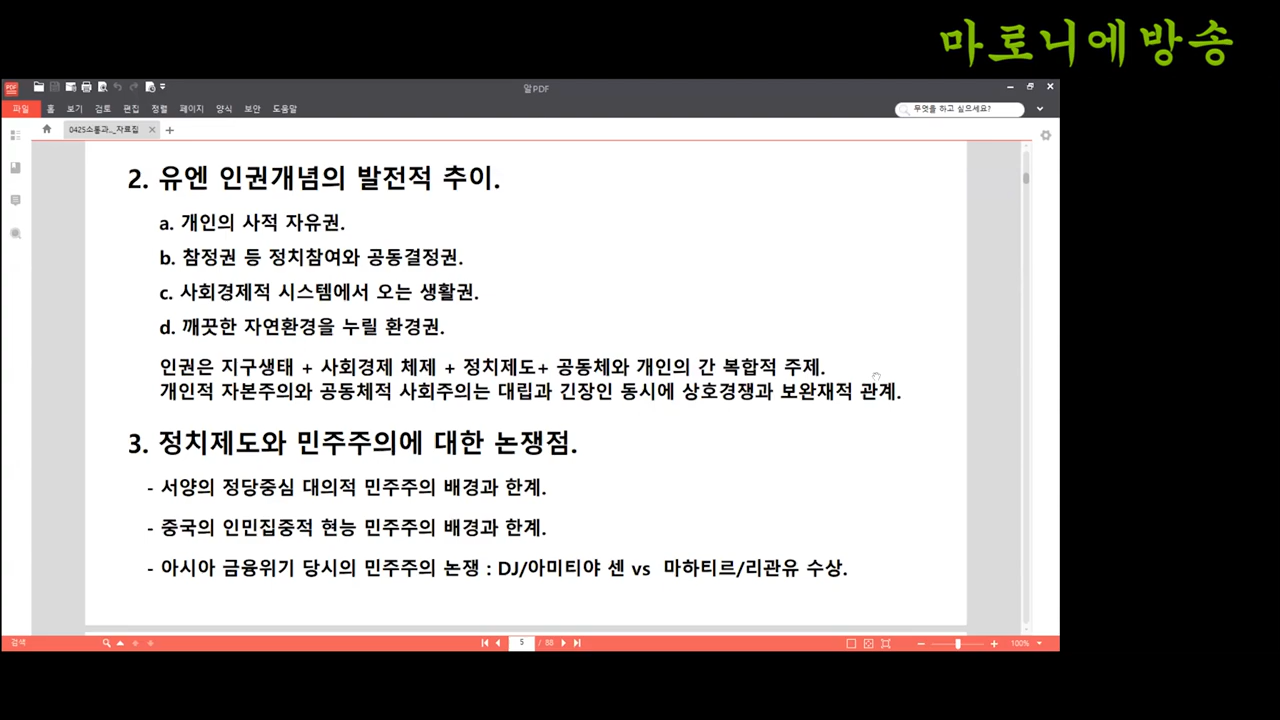 마로니에방송
알PDF
파일 홈 보기 검토 편집 정렬 페이지 양식 보안 도움말
무엇을 하고 싶으세요?
0425소통과..._자료집
2. 유엔 인권개념의 발전적 추이.
a. 개인의 사적 자유권.
b. 참정권 등 정치참여와 공동결정권.
c. 사회경제적 시스템에서 오는 생활권.
d. 깨끗한 자연환경을 누릴 환경권.
인권은 지구생태 + 사회경제 체제 + 정치제도+ 공동체와 개인의 간 복합적 주제.
개인적 자본주의와 공동체적 사회주의는 대립과 긴장인 동시에 상호경쟁과 보완재적 관계.
3. 정치제도와 민주주의에 대한 논쟁점.
- 서양의 정당중심 대의적 민주주의 배경과 한계.
- 중국의 인민집중적 현능 민주주의 배경과 한계.
- 아시아 금융위기 당시의 민주주의 논쟁 : DJ/아미티야 센 vs 마하티르/리관유 수상.
검색
5 / 88
100%